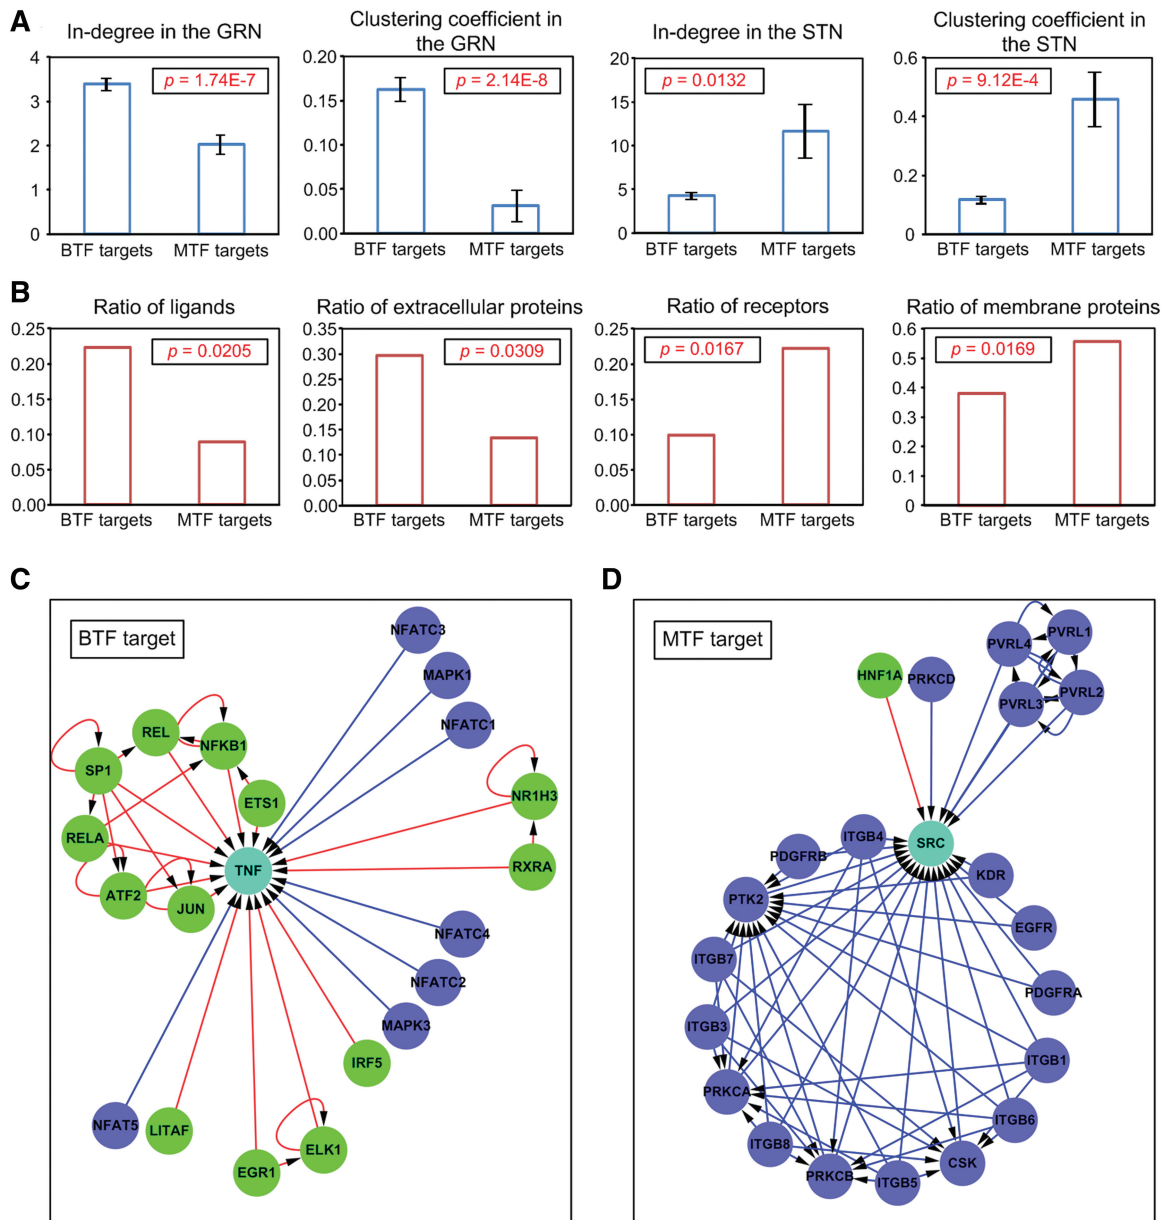 A
In-degree in the GRN
4
3
2
1
0
p = 1.74E-7
BTF targets MTF targets
Clustering coefficient in
the GRN
0.20
0.15
0.10
0.05
0.00
p = 2.14E-8
BTF targets MTF targets
In-degree in the STN
20
15
10
5
0
p = 0.0132
BTF targets MTF targets
Clustering coefficient in
the STN
0.6
0.4
0.2
0
p = 9.12E-4
BTF targets MTF targets
B
Ratio of ligands
0.25
0.20
0.15
0.10
0.05
0.00
p = 0.0205
BTF targets MTF targets
Ratio of extracellular proteins
0.35
0.30
0.25
0.20
0.15
0.10
0.05
0.00
p = 0.0309
BTF targets MTF targets
Ratio of receptors
0.25
0.20
0.15
0.10
0.05
0.00
p = 0.0167
BTF targets MTF targets
Ratio of membrane proteins
0.6
0.5
0.4
0.3
0.2
0.1
0
p = 0.0169
BTF targets MTF targets
C
BTF target
NFATC3
MAPK1
NFATC1
REL
NFKB1
SP1
ETS1
NR1H3
RELA
TNF
RXRA
ATF2
JUN
NFATC4
NFATC2
MAPK3
IRF5
NFAT5
LITAF
ELK1
EGR1
D
MTF target
PVRL1
PVRL4
HNF1A
PRKCD
PVRL2
PVRL3
ITGB4
SRC
PDGFRB
KDR
PTK2
EGFR
ITGB7
PDGFRA
ITGB3
ITGB1
PRKCA
ITGB6
ITGB8
CSK
PRKCB
ITGB5